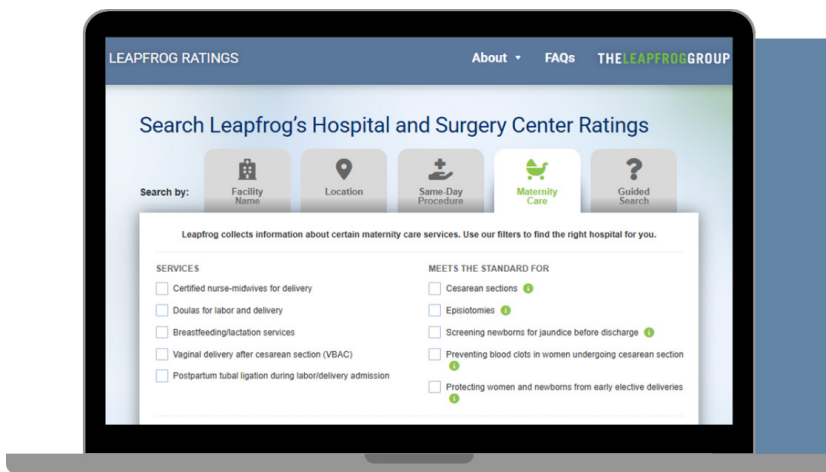 LEAPFROG RATINGS
About
FAQs
THELEAPFROGGROUP
Search Leapfrog's Hospital and Surgery Center Ratings
Search by:
Facility
Name
Location
Same-Day
Procedure
Maternity
Care
?
Guided
Search
Leapfrog collects information about certain maternity care services. Use our filters to find the right hospital for you.
SERVICES
Certified nurse-midwives for delivery
Doulas for labor and delivery
Breastfeeding/lactation services
Vaginal delivery after cesarean section (VBAC)
Postpartum tubal ligation during labor/delivery admission
MEETS THE STANDARD FOR
Cesarean sections
Episiotomies
Screening newborns for jaundice before discharge
Preventing blood clots in women undergoing cesarean section
Protecting women and newborns from early elective deliveries